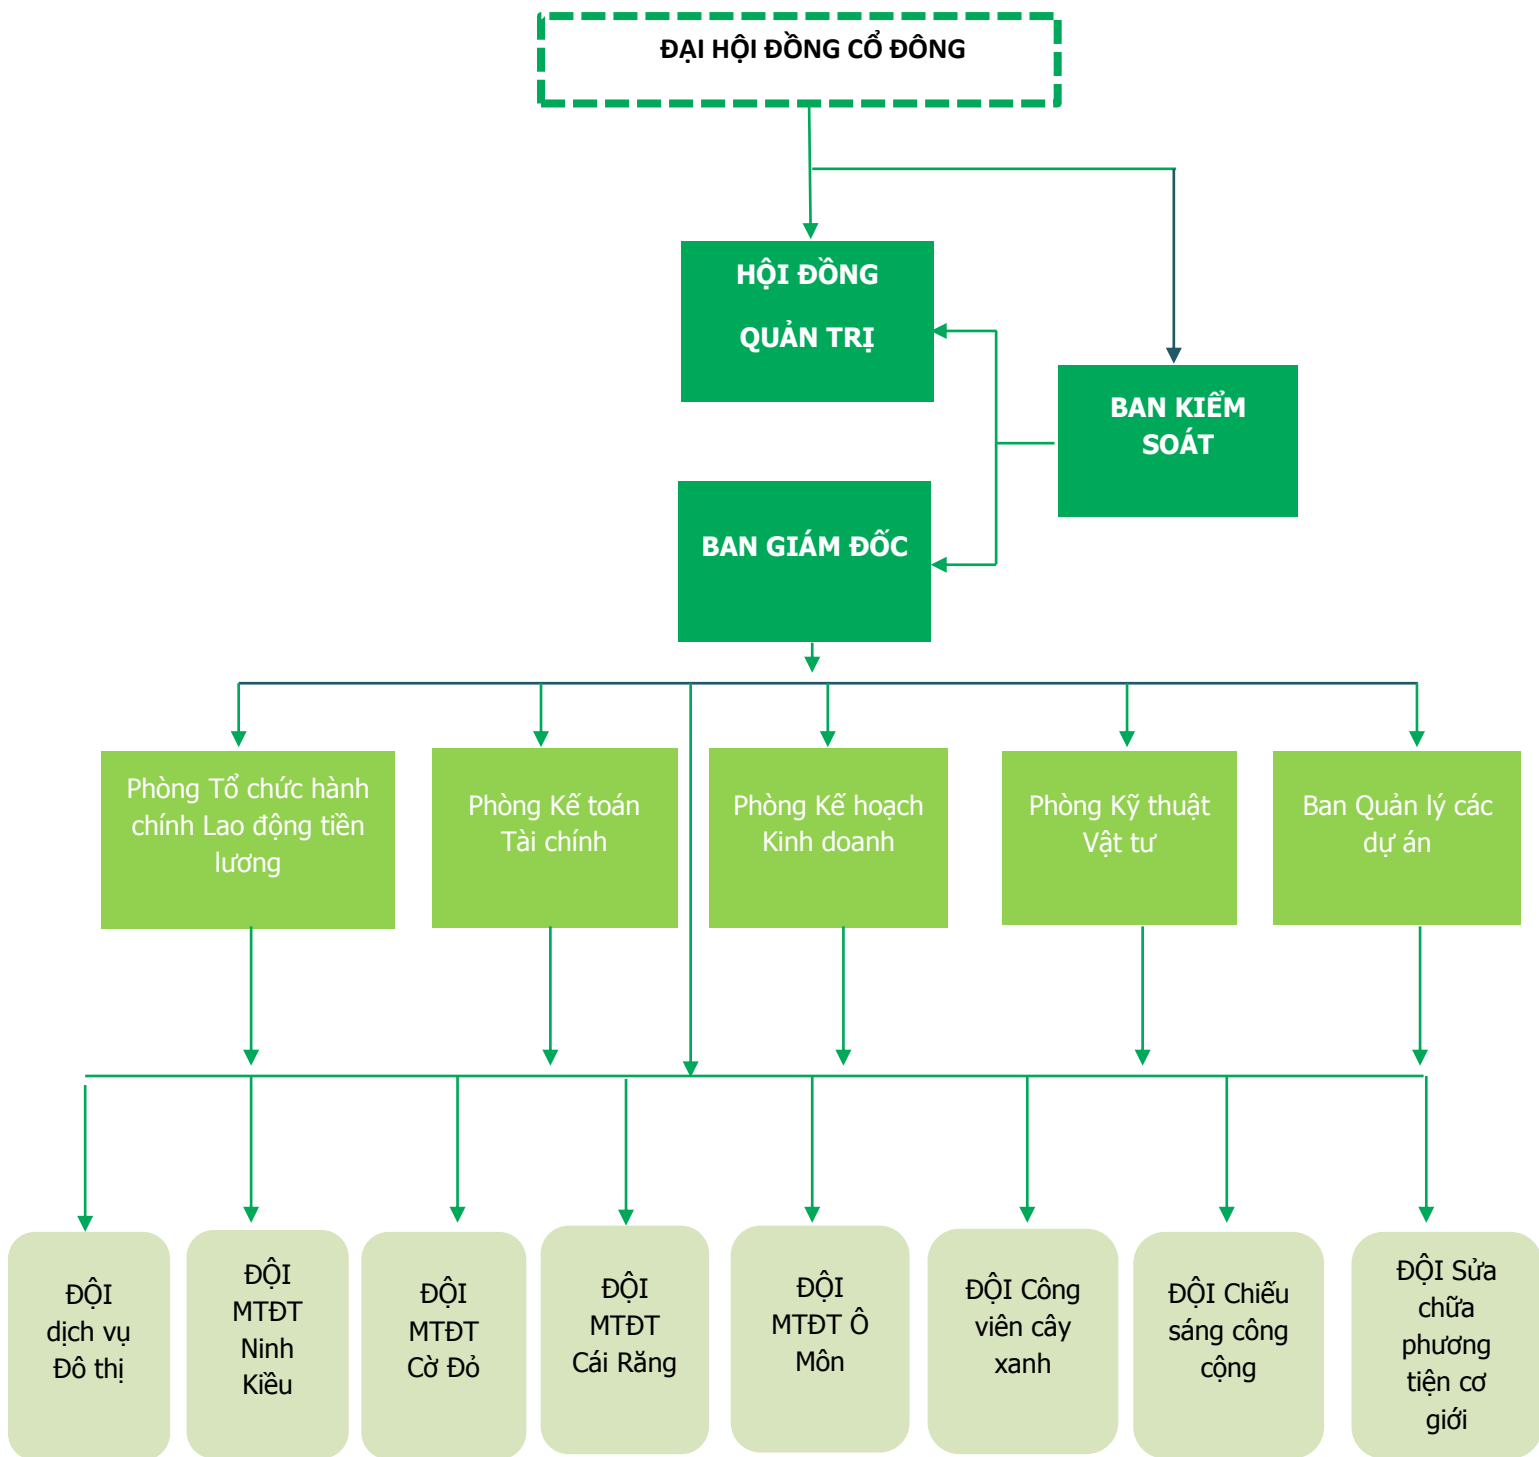 ĐẠI HỘI ĐỒNG CỔ ĐÔNG
HỘI ĐỒNG
QUẢN TRỊ
BAN KIỂM
SOÁT
BAN GIÁM ĐỐC
Phòng Tổ chức hành
chính Lao động tiền
lương
Phòng Kế toán
Tài chính
Phòng Kế hoạch
Kinh doanh
Phòng Kỹ thuật
Vật tư
Ban Quản lý các
dự án
ĐỘI
dịch vụ
Đô thị
ĐỘI
MTĐT
Ninh
Kiều
ĐỘI
MTĐT
Cờ Đỏ
ĐỘI
MTĐT
Cái Răng
ĐỘI
MTĐT Ô
Môn
ĐỘI Công
viên cây
xanh
ĐỘI Chiếu
sáng công
cộng
ĐỘI Sửa
chữa
phương
tiện cơ
giới